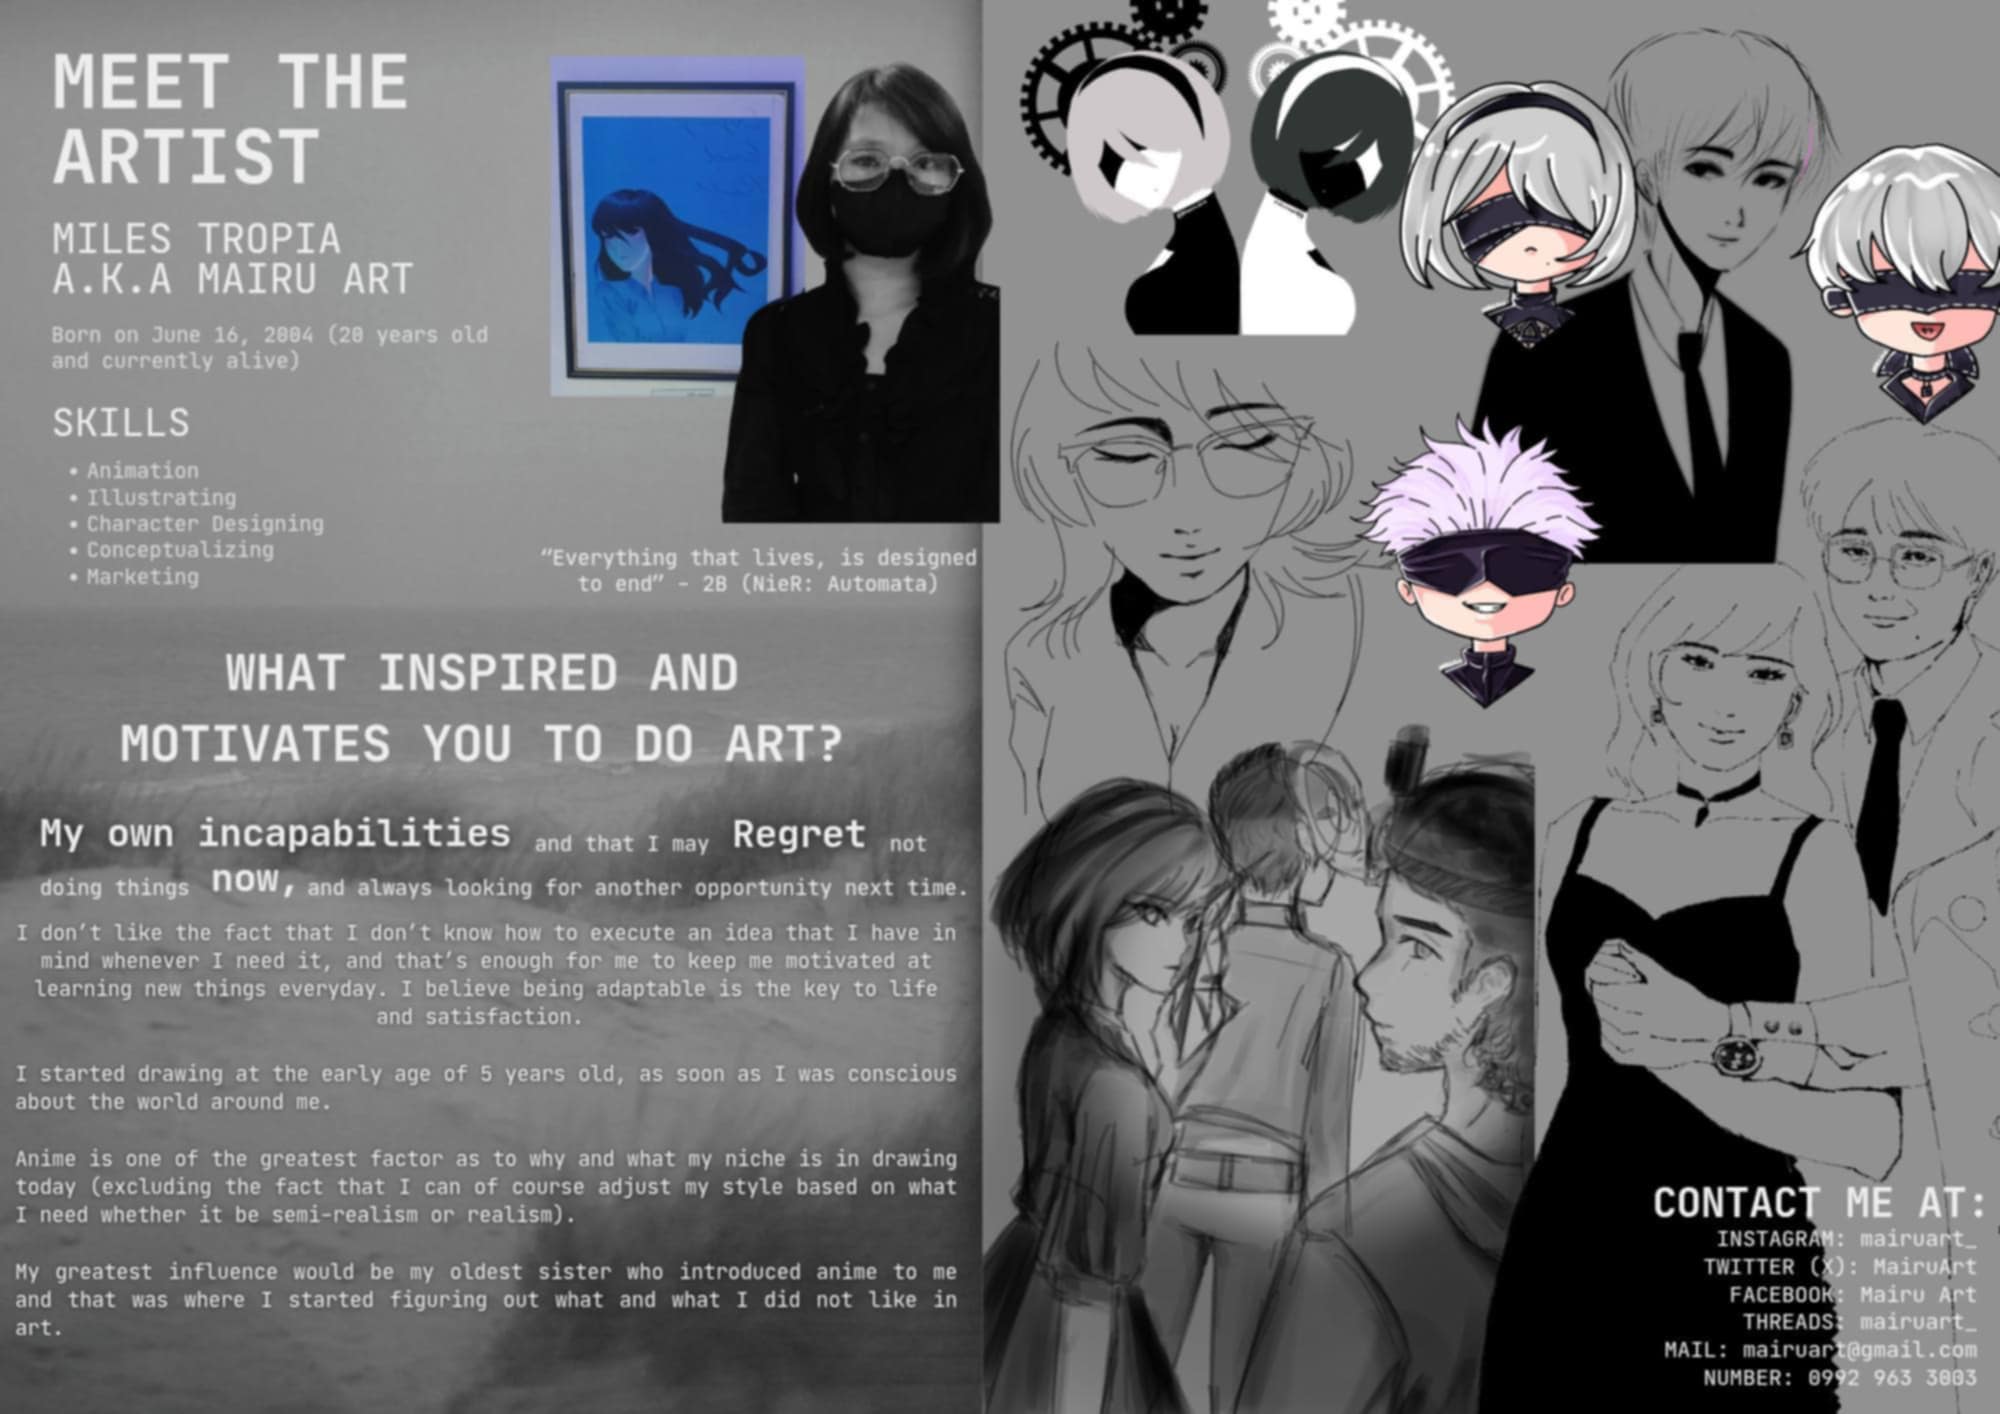 MEET THE
ARTIST
MILES TROPIA
A.K.A MAIRU ART
Born on June 16, 2004 (20 years old
and currently alive)
SKILLS
• Animation
• Illustrating
• Character Designing
• Conceptualizing
• Marketing
“Everything that lives, is designed
to end” - 2B (NieR: Automata)
WHAT INSPIRED AND
MOTIVATES YOU TO DO ART?
My own incapabilities and that I may Regret not
doing things now, and always looking for another opportunity next time.
I don’t like the fact that I don’t know how to execute an idea that I have in
mind whenever I need it, and that’s enough for me to keep me motivated at
learning new things everyday. I believe being adaptable is the key to life
and satisfaction.
I started drawing at the early age of 5 years old, as soon as I was conscious
about the world around me.
Anime is one of the greatest factor as to why and what my niche is in drawing
today (excluding the fact that I can of course adjust my style based on what
I need whether it be semi-realism or realism).
My greatest influence would be my oldest sister who introduced anime to me
and that was where I started figuring out what and what I did not like in
art.
CONTACT ME AT:
INSTAGRAM: mairuart_
TWITTER (X): MairuArt
FACEBOOK: Mairu Art
THREADS: mairuart_
MAIL: mairuart@gmail.com
NUMBER: 0992 963 3003